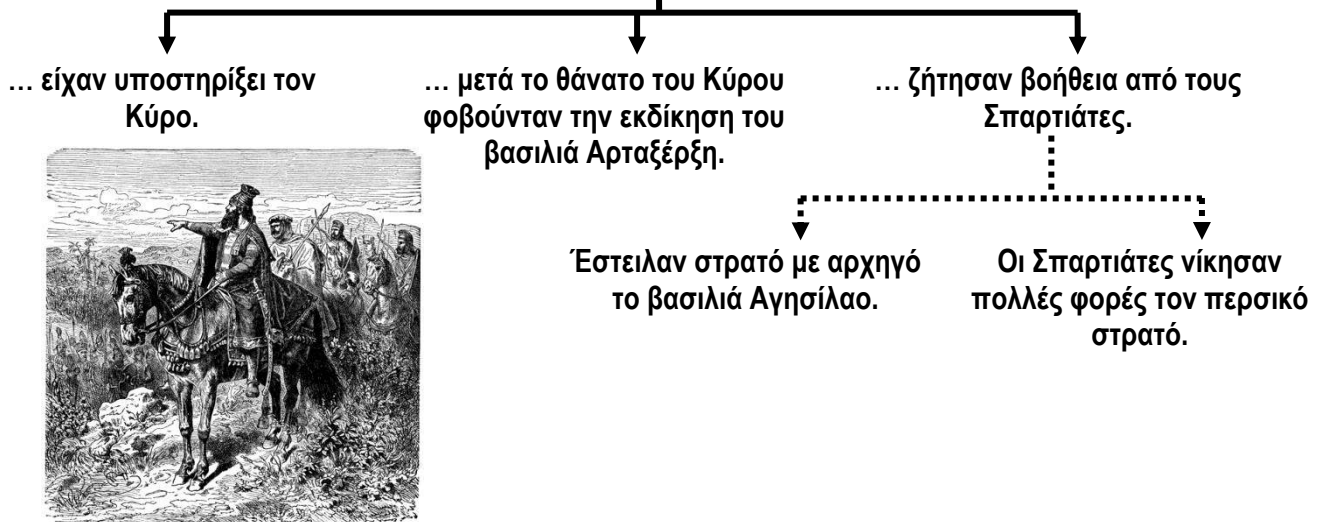 … είχαν υποστηρίξει τον
Κύρο.
… μετά το θάνατο του Κύρου
φοβούνταν την εκδίκηση του
βασιλιά Αρταξέρξη.
… ζήτησαν βοήθεια από τους
Σπαρτιάτες.
Έστειλαν στρατό με αρχηγό
το βασιλιά Αγησίλαο.
Οι Σπαρτιάτες νίκησαν
πολλές φορές τον περσικό
στρατό.